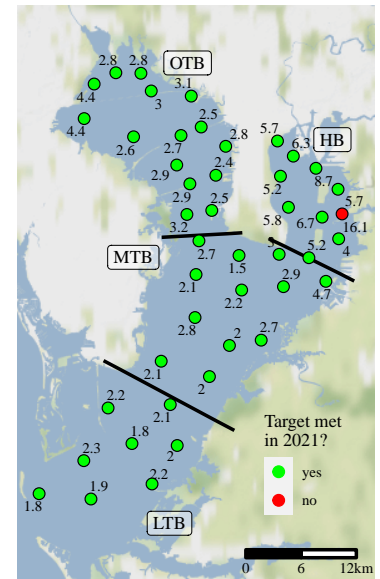 2.8 2.8
OTB
4.4 3 3.1
4.4 2.5 5.7
2.6 2.7 2.8 6.3 HB
2.9 2.4 5.2 8.7
2.9 2.5 5.8 6.7 5.7
3.2 16.1
MTB 2.7 1.5 3 5.2 4
2.1 2.2 2.9 4.7
2.8 2 2.7
2.1 2
2.2 2.1
Target met
in 2021?
2.3 1.8 2
yes
1.8 1.9 2.2
no
LTB
0 6 12km